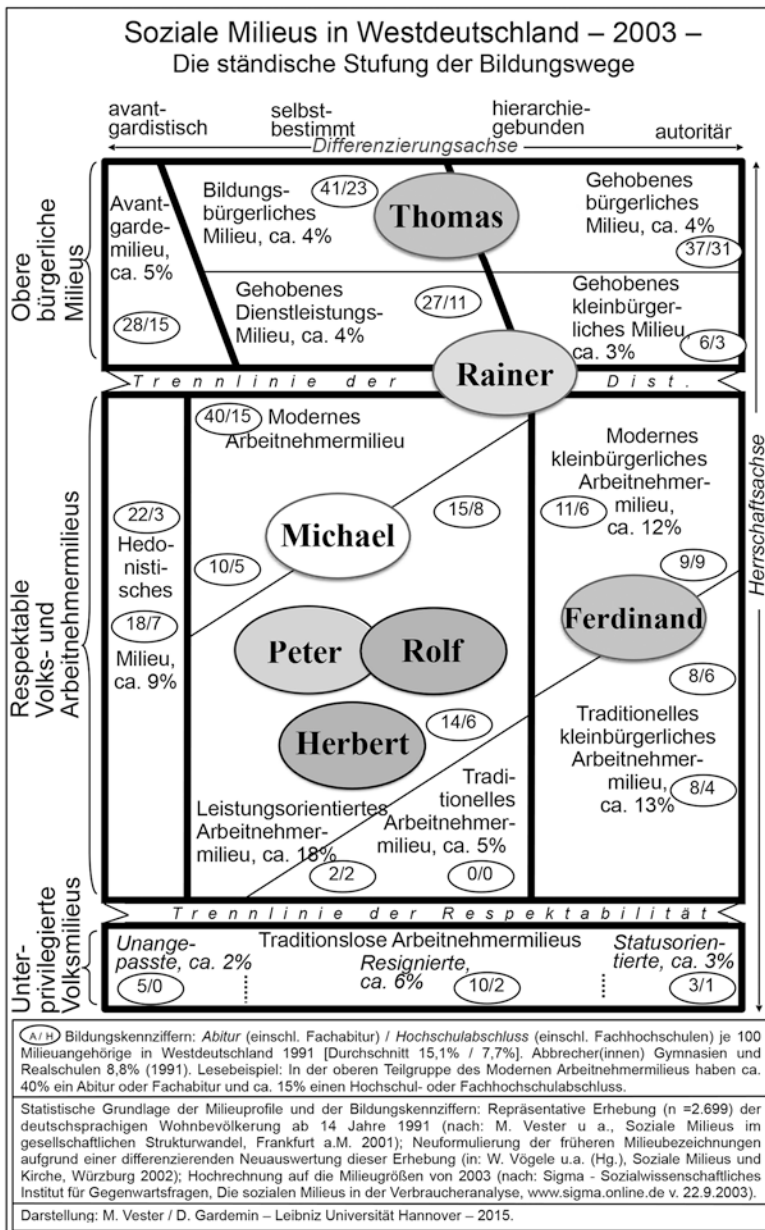 Soziale Milieus in Westdeutschland – 2003 –
Die ständische Stufung der Bildungswege
avant-
gardistisch
selbst-
bestimmt
hierarchie-
gebunden
autoritär
Differenzierungsachse
Herrschaftsachse
Obere
bürgerliche
Milieus
Avant-
garde-
milieu,
ca. 5%
28/15
Bildungs-
bürgerliches
Milieu, ca. 4%
41/23
Thomas
Gehobenes
bürgerliches
Milieu, ca. 4%
37/31
Gehobenes
Dienstleistungs-
Milieu, ca. 4%
27/11
Gehobenes
kleinbürger-
liches Milieu,
ca. 3%
6/3
Rainer
Trennlinie der Dist.
Respektable
Volks- und
Arbeitnehmermilieus
22/3
Hedo-
nistisches
18/7
Milieu,
ca. 9%
40/15
Modernes
Arbeitnehmermilieu
Michael
15/8
10/5
Modernes
kleinbürgerliches
Arbeitnehmer-
milieu,
ca. 12%
11/6
9/9
Peter
Rolf
Ferdinand
8/6
Herbert
14/6
Traditionelles
kleinbürgerliches
Arbeitnehmer-
milieu,
ca. 13%
8/4
Leistungsorientiertes
Arbeitnehmer-
milieu, ca. 18%
2/2
Tradi-
tionelles
Arbeitnehmer-
milieu, ca. 5%
0/0
Trennlinie der Respektabilität
Unter-
privilegierte
Volksmilieus
Traditionslose Arbeitnehmermilieus
Unange-
passte, ca. 2%
5/0
Resignierte,
ca. 6%
10/2
Statusorien-
tierte, ca. 3%
3/1
A / H Bildungskennziffern: Abitur (einschl. Fachabitur) / Hochschulabschluss (einschl. Fachhochschulen) je 100
Milieuangehörige in Westdeutschland 1991 [Durchschnitt 15,1% / 7,7%]. Abbrecher(innen) Gymnasien und
Realschulen 8,8% (1991). Lesebeispiel: In der oberen Teilgruppe des Modernen Arbeitnehmermilieus haben ca.
40% ein Abitur oder Fachabitur und ca. 15% einen Hochschul- oder Fachhochschulabschluss.
Statistische Grundlage der Milieuprofile und der Bildungskennziffern: Repräsentative Erhebung (n =2.699) der
deutschsprachigen Wohnbevölkerung ab 14 Jahre 1991 (nach: M. Vester u a., Soziale Milieus im
gesellschaftlichen Strukturwandel, Frankfurt a.M. 2001); Neuformulierung der früheren Milieubezeichnungen
aufgrund einer differenzierenden Neuauswertung dieser Erhebung (in: W. Vögele u.a. (Hg.), Soziale Milieus und
Kirche, Würzburg 2002); Hochrechnung auf die Milieugrößen von 2003 (nach: Sigma - Sozialwissenschaftliches
Institut für Gegenwartsfragen, Die sozialen Milieus in der Verbraucheranalyse, www.sigma.online.de v. 22.9.2003).
Darstellung: M. Vester / D. Gardemin – Leibniz Universität Hannover – 2015.